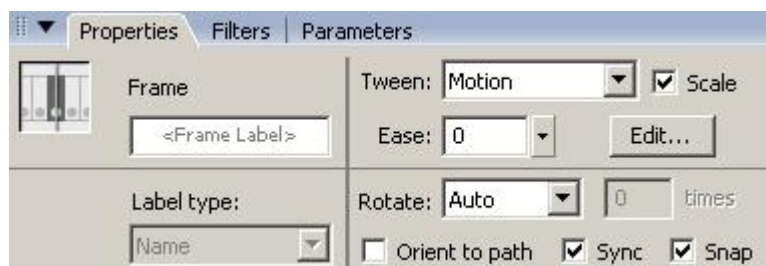 Properties Filters | Parameters
Frame
<Frame Label>
Label type:
Name
Tween: Motion Scale
Ease: 0 Edit...
Rotate: Auto 0 times
Orient to path Sync Snap